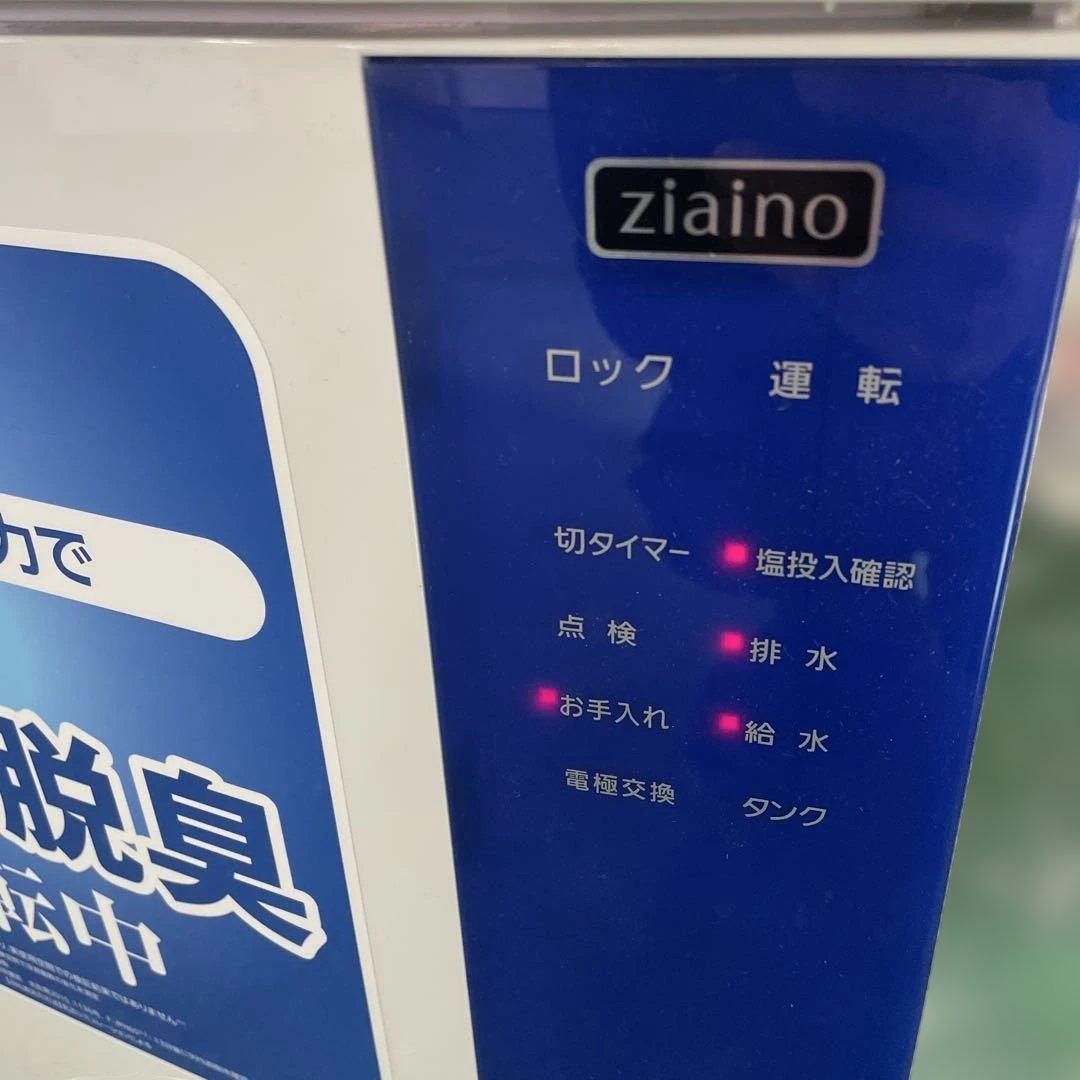 ziaino
ロック 運 転
切タイマー 塩投入確認
点 検 排 水
お手入れ 給 水
電極交換 タンク
力で
脱臭
転中